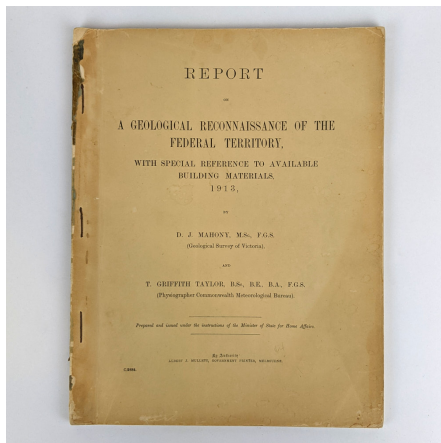 REPORT
ON
A GEOLOGICAL RECONNAISSANCE OF THE
FEDERAL TERRITORY,
WITH SPECIAL REFERENCE TO AVAILABLE
BUILDING MATERIALS,
1913,
BY
D. J. MAHONY, M.Sc., F.G.S.
(Geological Survey of Victoria),
AND
T. GRIFFITH TAYLOR, B.Sc., B.E., B.A., F.G.S.
(Physiographer Commonwealth Meteorological Bureau).
Prepared and issued under the instructions of the Minister of State for Home Affairs.
By Authority
ALBERT J. MULLETT, GOVERNMENT PRINTER, MELBOURNE.